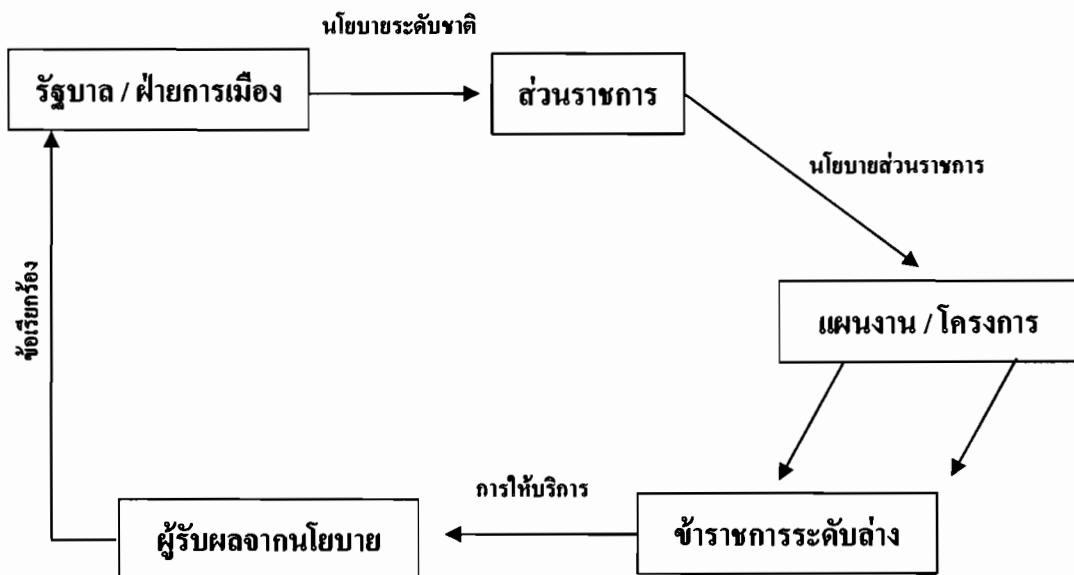 นโยบายระดับชาติ
รัฐบาล / ฝ่ายการเมือง
ส่วนราชการ
นโยบายส่วนราชการ
แผนงาน / โครงการ
ข้อเรียกร้อง
การให้บริการ
ผู้รับผลจากนโยบาย
ข้าราชการระดับล่าง